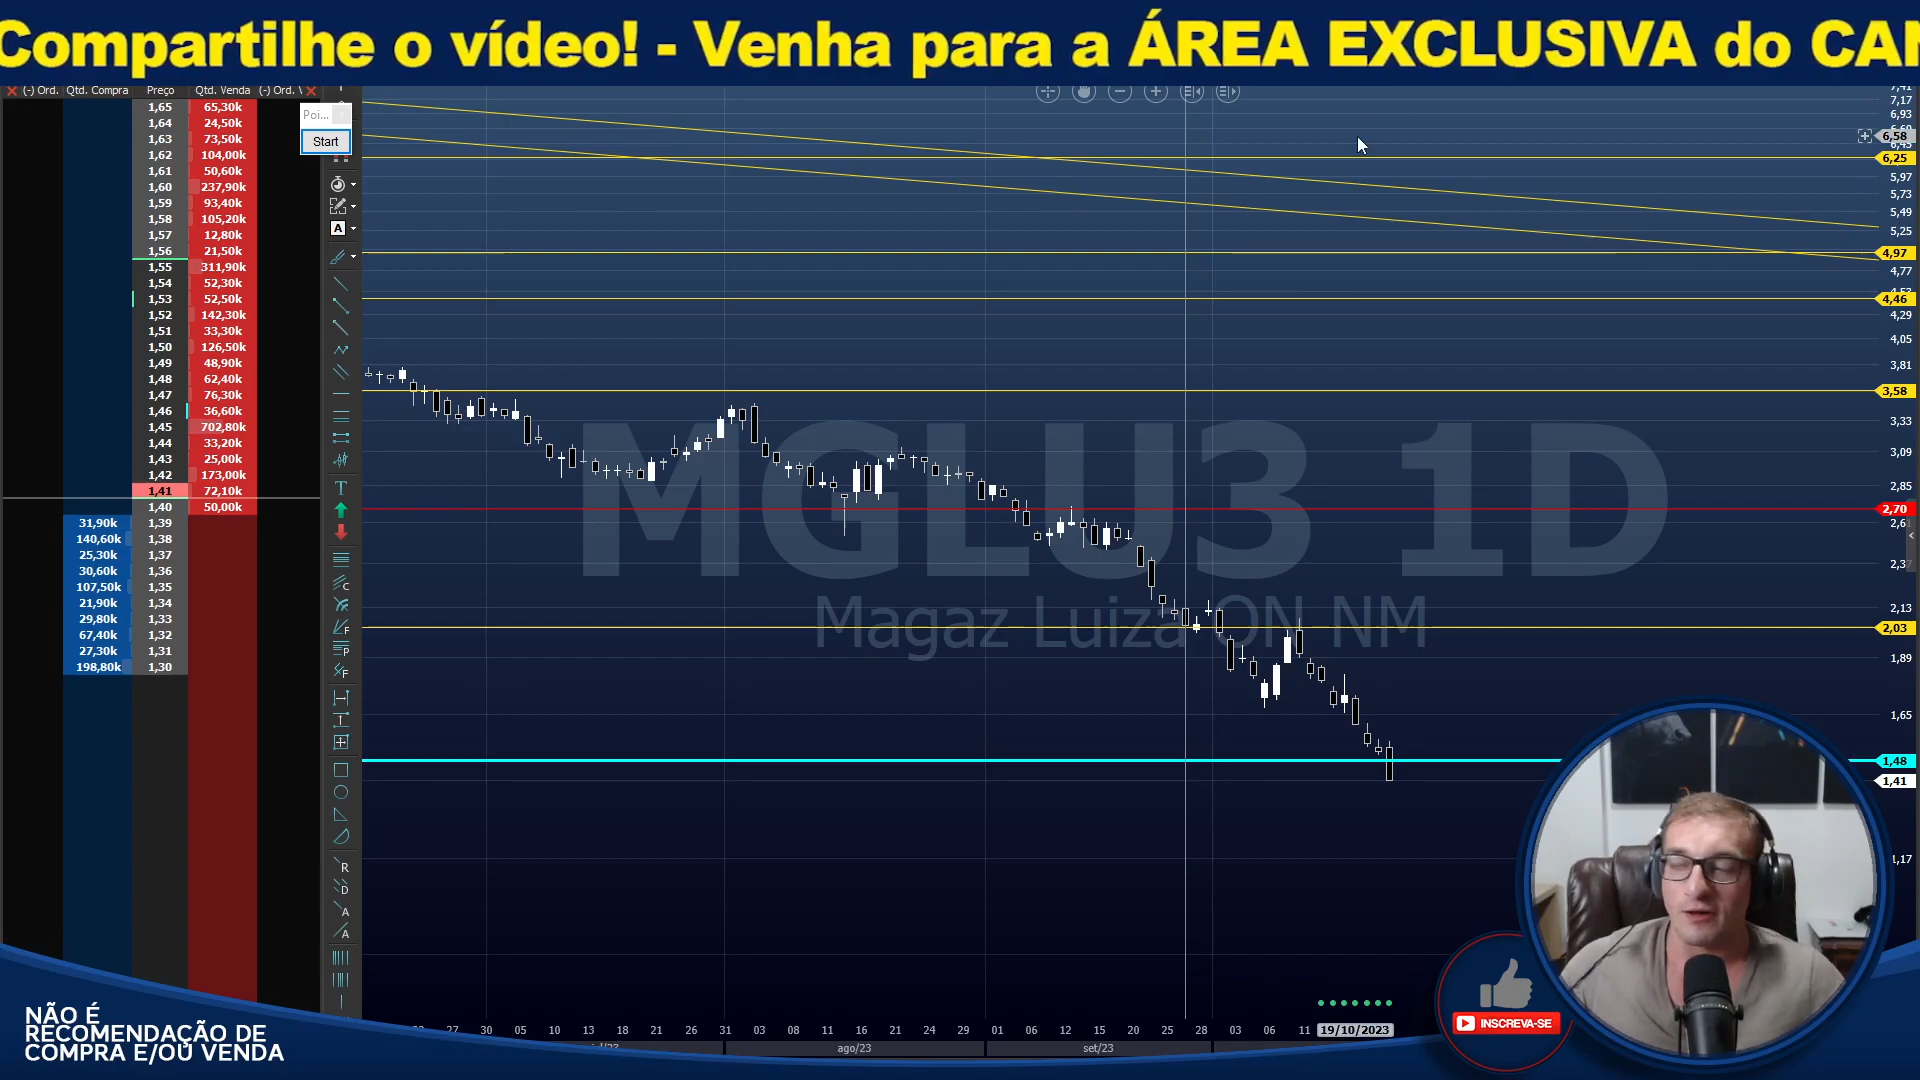 Compartilhe o vídeo! - Venha para a ÁREA EXCLUSIVA do CAN
(-) Ord. Qtd. Compra Preço Qtd. Venda (-) Ord. \
1,65 65,30k
1,64 24,50k
1,63 73,50k
1,62 104,00k
1,61 50,60k
1,60 237,90k
1,59 93,40k
1,58 105,20k
1,57 12,80k
1,56 21,50k
1,55 311,90k
1,54 52,30k
1,53 52,50k
1,52 142,30k
1,51 33,30k
1,50 126,50k
1,49 48,90k
1,48 62,40k
1,47 76,30k
1,46 36,60k
1,45 702,80k
1,44 33,20k
1,43 25,00k
1,42 173,00k
1,41 72,10k
1,40 50,00k
31,90k 1,39
140,60k 1,38
25,30k 1,37
30,60k 1,36
107,50k 1,35
21,90k 1,34
29,80k 1,33
67,40k 1,32
27,30k 1,31
198,80k 1,30
Poi...
Start
MGLU3 1D
Magaz Luiza ON NM
7,17
6,93
6,58
6,25
5,97
5,73
5,49
5,25
4,97
4,77
4,46
4,29
4,05
3,81
3,58
3,33
3,09
2,85
2,70
2,37
2,13
2,03
1,89
1,65
1,48
1,41
1,17
27 30 05 10 13 18 21 26 31 03 08 11 16 21 24 29 01 06 12 15 20 25 28 03 06 11 19/10/2023
ago/23 set/23
NÃO É
RECOMENDAÇÃO DE
COMPRA E/OU VENDA
INSCREVA-SE